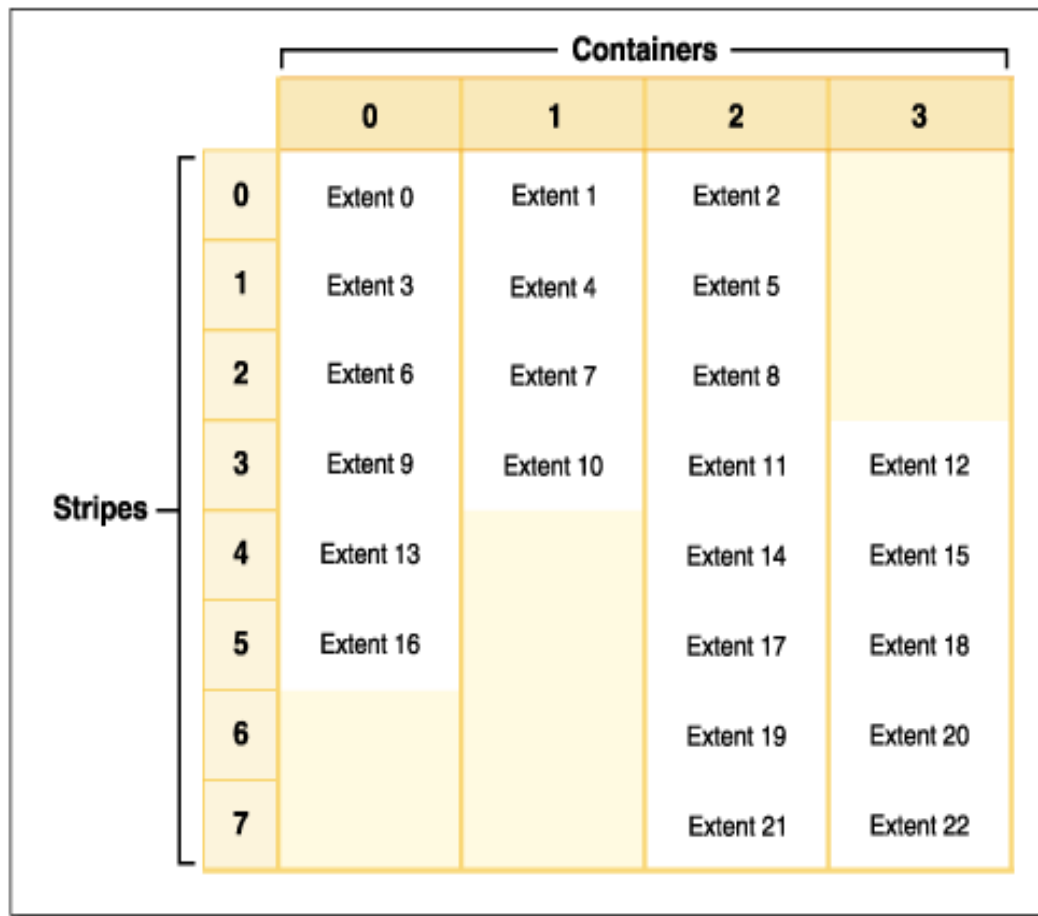 Containers
0 1 2 3
0 Extent 0 Extent 1 Extent 2
1 Extent 3 Extent 4 Extent 5
2 Extent 6 Extent 7 Extent 8
3 Extent 9 Extent 10 Extent 11 Extent 12
Stripes
4 Extent 13 Extent 14 Extent 15
5 Extent 16 Extent 17 Extent 18
6 Extent 19 Extent 20
7 Extent 21 Extent 22